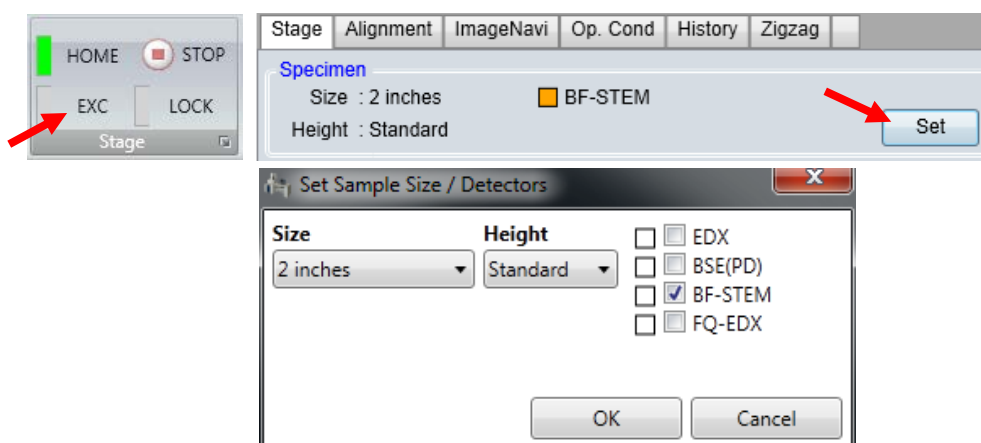 HOME STOP
EXC LOCK
Stage
Stage Alignment ImageNavi Op. Cond History Zigzag
Specimen
Size : 2 inches BF-STEM
Height : Standard
Set
Set Sample Size / Detectors
Size Height
2 inches Standard
EDX
BSE(PD)
BF-STEM
FQ-EDX
OK Cancel